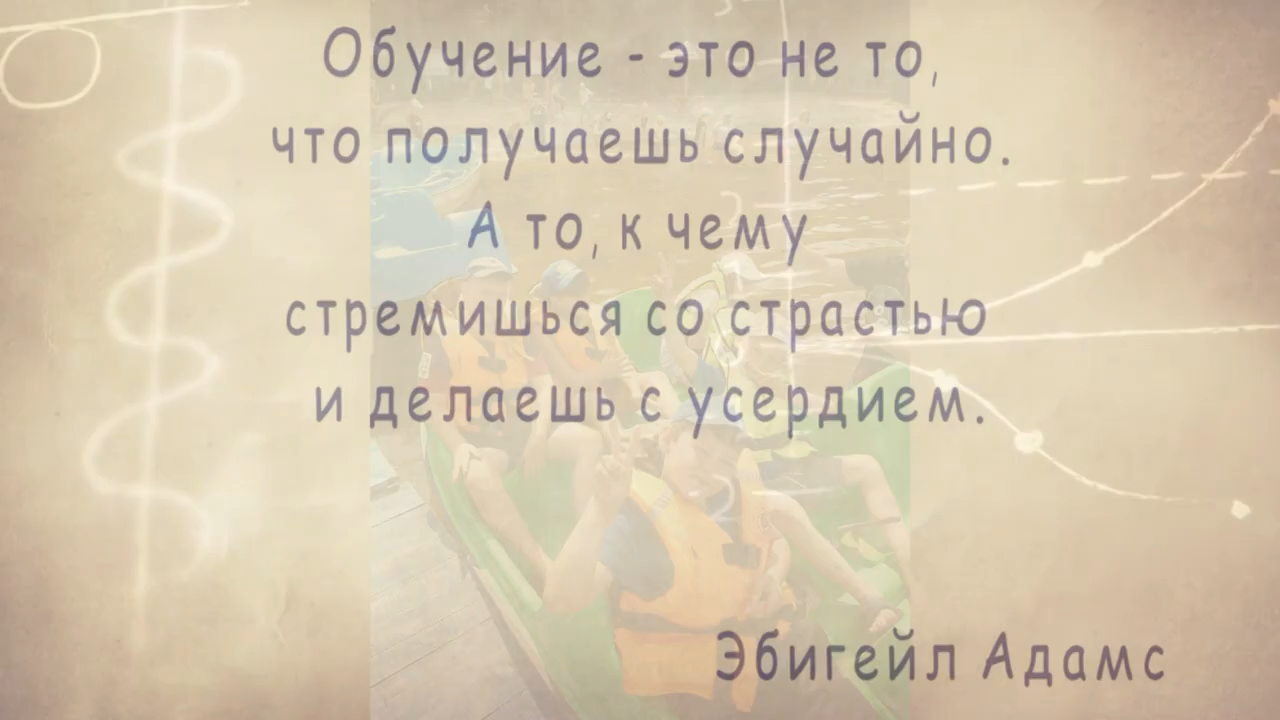 Обучение - это не то,
что получаешь случайно.
А то, к чему
стремишься со страстью
и делаешь с усердием.
Эбигейл Адамс